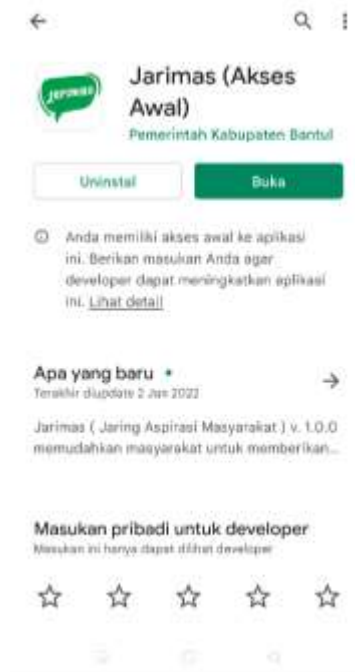 JARIMAS
Jarimas (Akses
Awal)
Pemerintah Kabupaten Bantul
Uninstal
Buka
Anda memiliki akses awal ke aplikasi
ini. Berikan masukan Anda agar
developer dapat meningkatkan aplikasi
ini. Lihat detail
Apa yang baru
Terakhir diupdate 2 Jan 2022
Jarimas ( Jaring Aspirasi Masyarakat ) v. 1.0.0
memudahkan masyarakat untuk memberikan...
Masukan pribadi untuk developer
Masukan ini hanya dapat dilihat developer